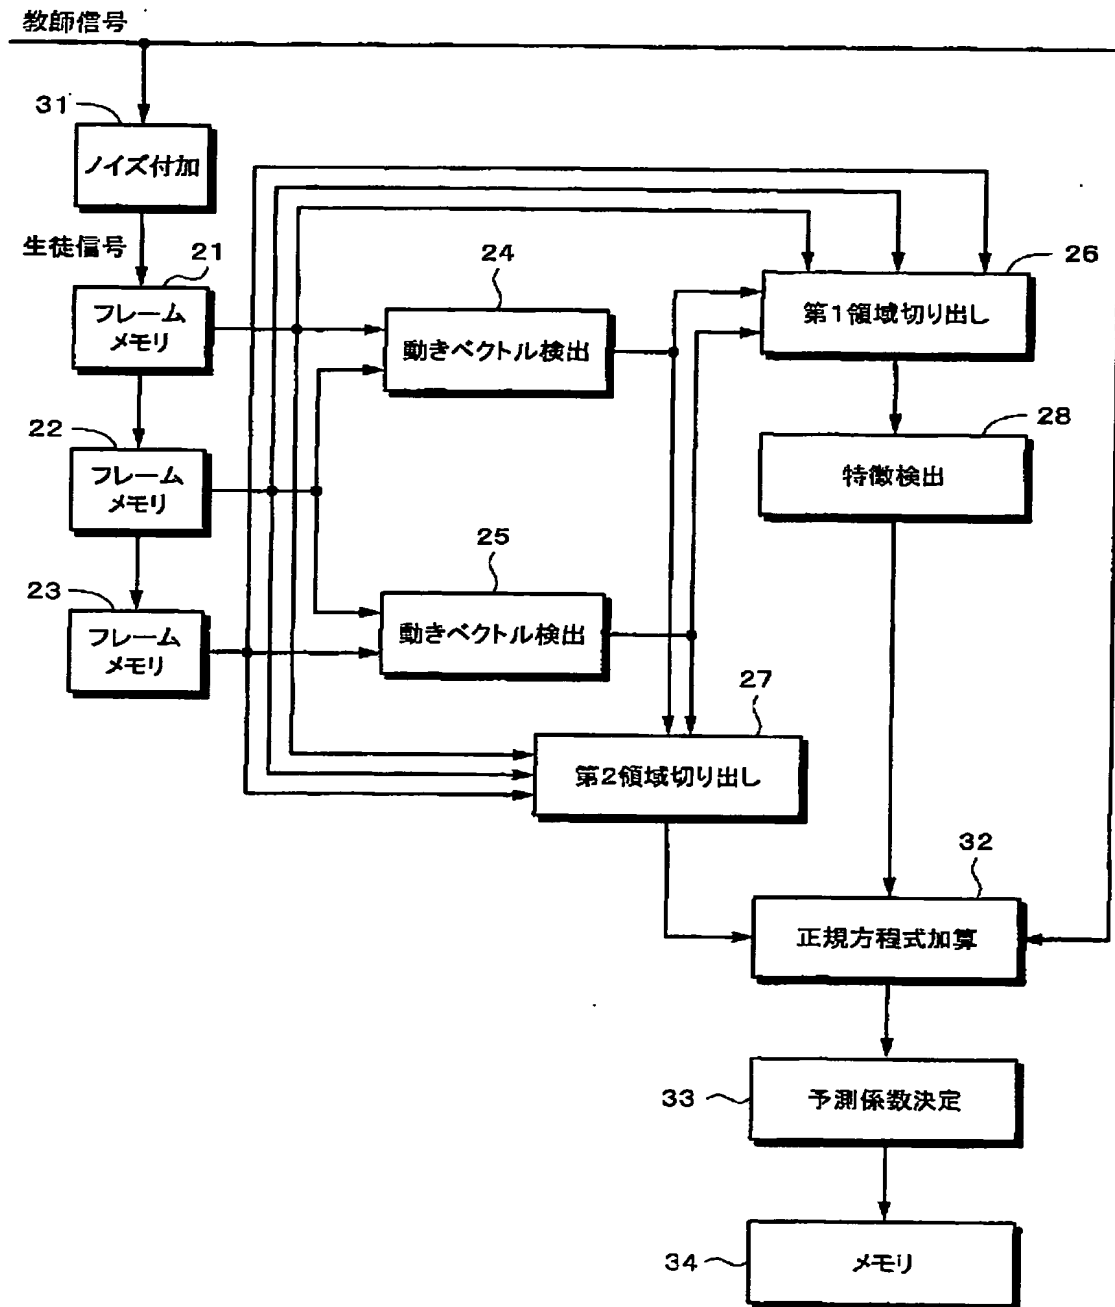 教師信号
31
ノイズ付加
生徒信号
21
フレーム
メモリ
24
動きベクトル検出
26
第1領域切り出し
22
フレーム
メモリ
28
特徴検出
25
動きベクトル検出
23
フレーム
メモリ
27
第2領域切り出し
32
正規方程式加算
33
予測係数決定
34
メモリ